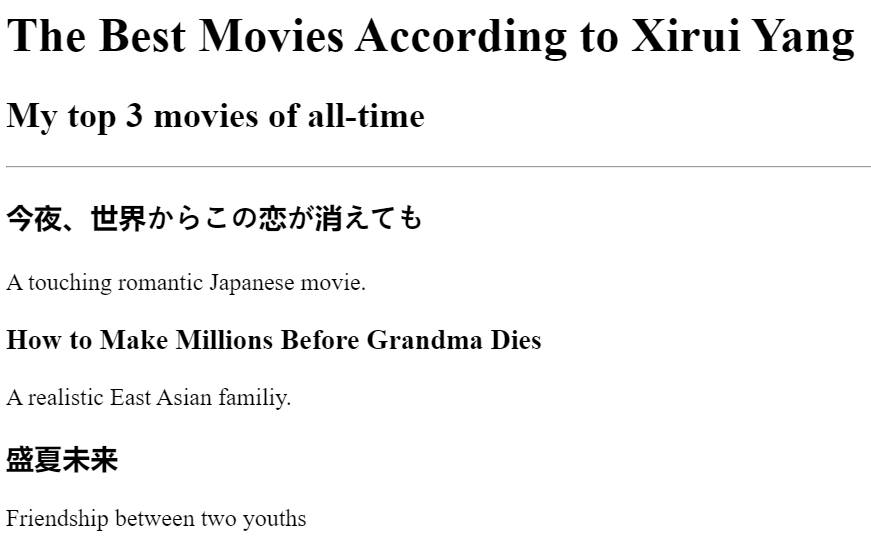 The Best Movies According to Xirui Yang
My top 3 movies of all-time
今夜、世界からこの恋が消えても
A touching romantic Japanese movie.
How to Make Millions Before Grandma Dies
A realistic East Asian familiy.
盛夏未来
Friendship between two youths